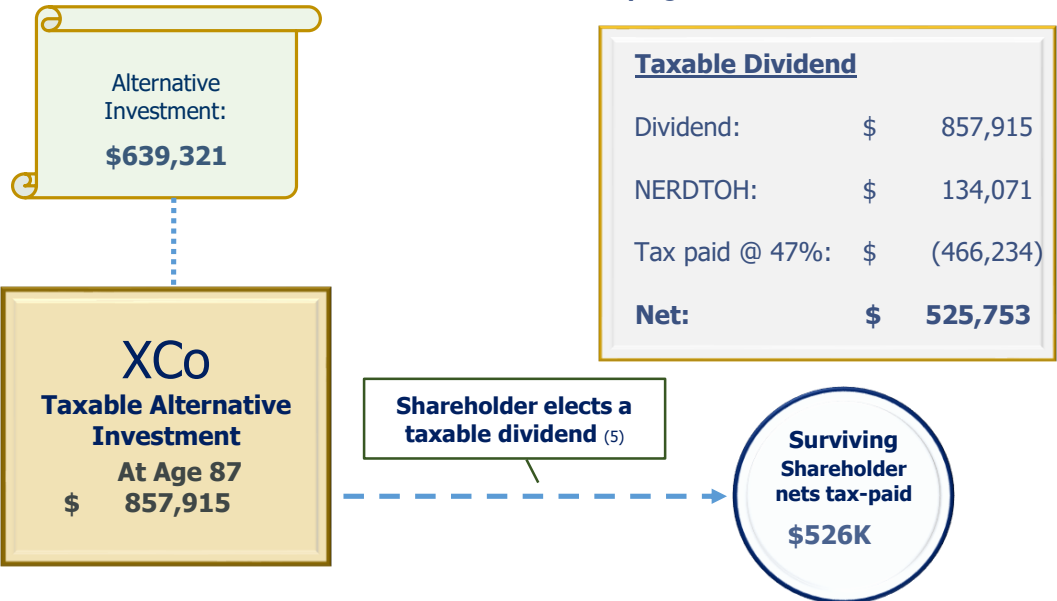 Alternative
Investment:
$639,321
Taxable Dividend
Dividend: $ 857,915
NERDTOH: $ 134,071
Tax paid @ 47%: $ (466,234)
Net: $ 525,753
XCo
Taxable Alternative
Investment
At Age 87
$ 857,915
Shareholder elects a
taxable dividend (5)
Surviving
Shareholder
nets tax-paid
$526K